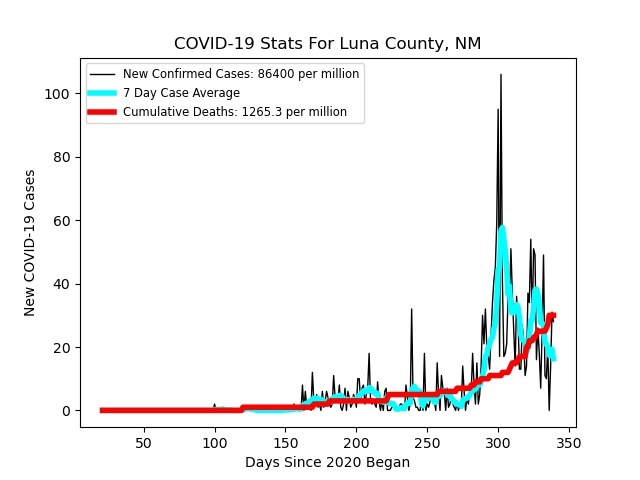 COVID-19 Stats For Luna County, NM
New Confirmed Cases: 86400 per million
7 Day Case Average
Cumulative Deaths: 1265.3 per million
New COVID-19 Cases
100
80
60
40
20
0
50 100 150 200 250 300 350
Days Since 2020 Began